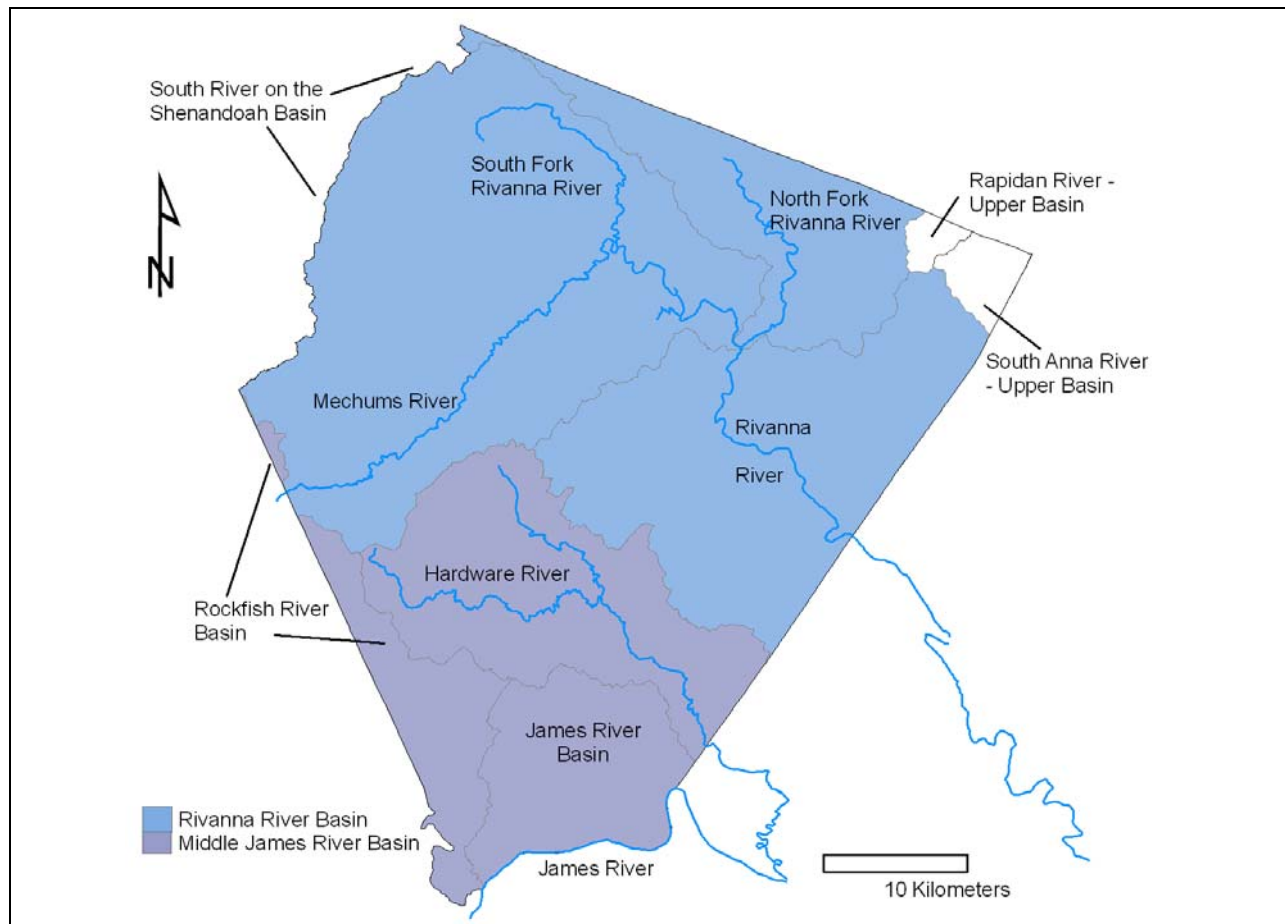 South River on the
Shenandoah Basin
South Fork
Rivanna River
North Fork
Rivanna River
Rapidan River -
Upper Basin
South Anna River
- Upper Basin
N
Mechums River
Rivanna
River
Hardware River
Rockfish River
Basin
James River
Basin
Rivanna River Basin
Middle James River Basin
James River
10 Kilometers